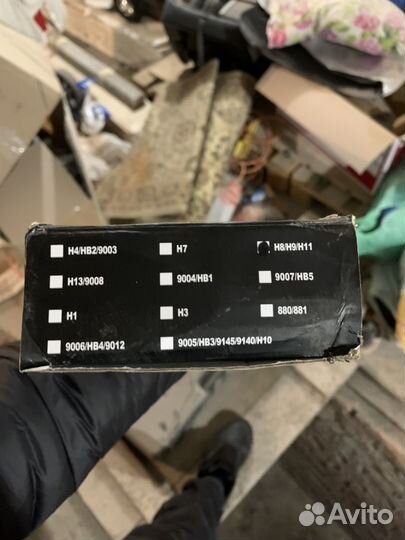 H4/HB2/9003 H7 H8/H9/H11
H13/9008 9004/HB1 9007/HB5
H1 H3 880/881
9006/HB4/9012 9005/HB3/9145/9140/H10
Avito